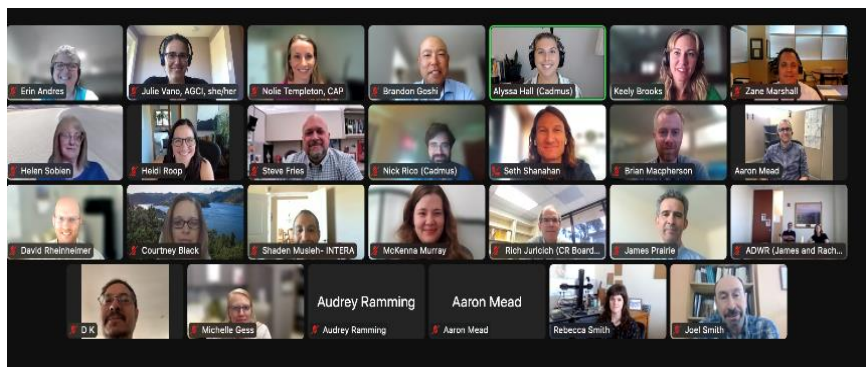 Erin Andres
Julie Vano, AGCI, she/her
Nolie Templeton, CAP
Brandon Goshi
Alyssa Hall (Cadmus)
Keely Brooks
Zane Marshall
Helen Sobien
Heidi Roop
Steve Fries
Nick Rico (Cadmus)
Seth Shanahan
Brian Macpherson
Aaron Mead
David Rheinheimer
Courtney Black
Shaden Musleh- INTERA
McKenna Murray
Rich Juricich (CR Board...
James Prairie
ADWR (James and Rach...
D K
Michelle Gess
Audrey Ramming
Audrey Ramming
Aaron Mead
Aaron Mead
Rebecca Smith
Joel Smith